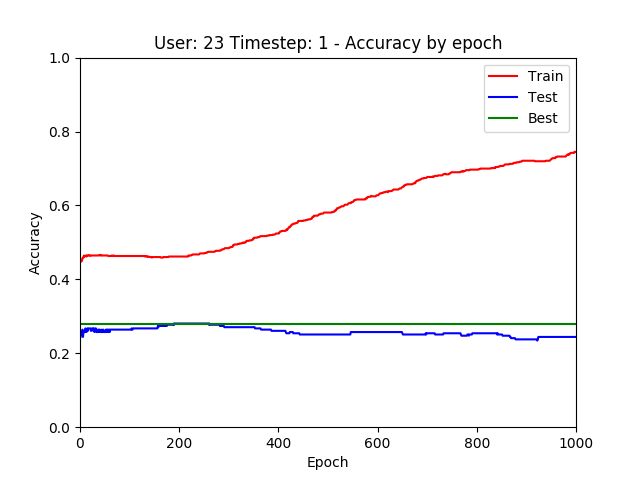 User: 23 Timestep: 1 - Accuracy by epoch
1.0
0.8
0.6
0.4
0.2
0.0
Accuracy
Train
Test
Best
0 200 400 600 800 1000
Epoch